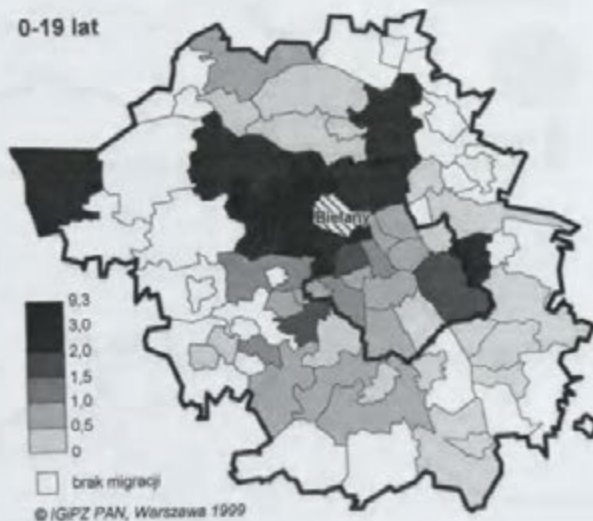 0-19 lat
Bielany
9,3
3,0
2,0
1,5
1,0
0,5
0
brak migracji
© IGiPZ PAN, Warszawa 1999